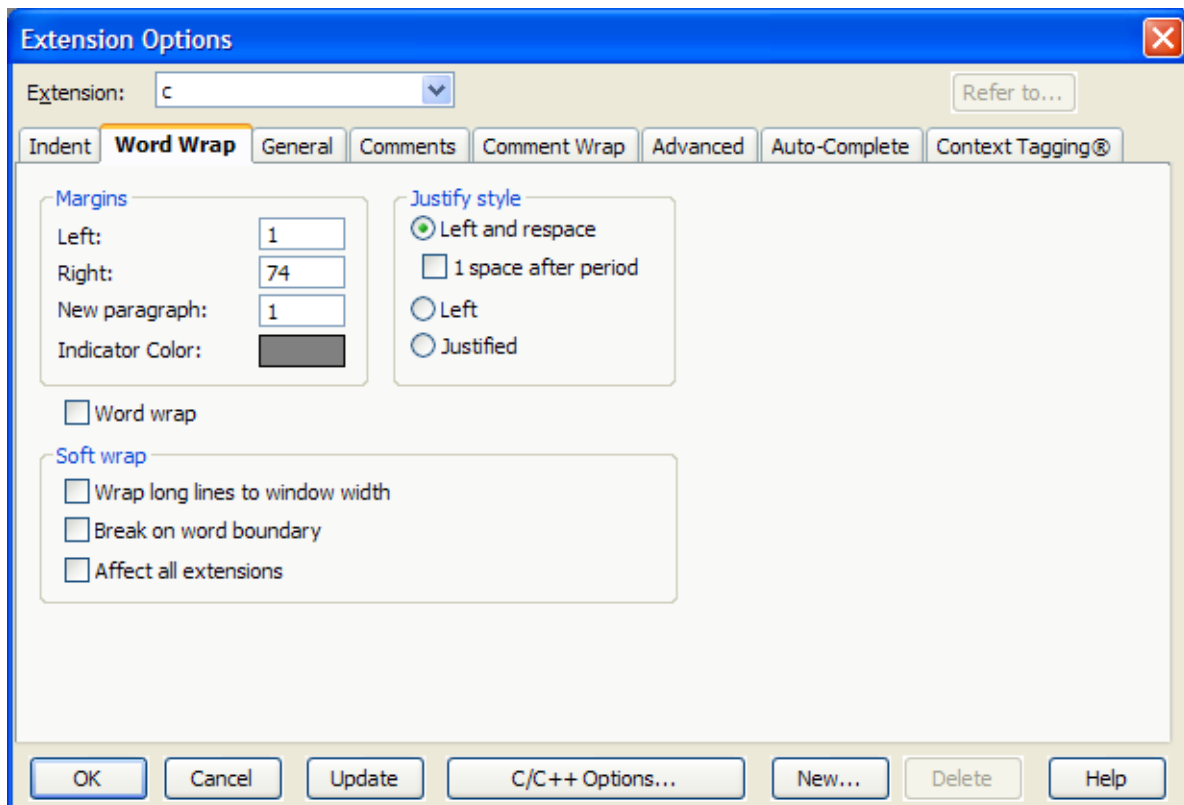 Extension Options
Extension: c Refer to...
Indent Word Wrap General Comments Comment Wrap Advanced Auto-Complete Context Tagging®
Margins
Left: 1
Right: 74
New paragraph: 1
Indicator Color:
Justify style
Left and respace
1 space after period
Left
Justified
Word wrap
Soft wrap
Wrap long lines to window width
Break on word boundary
Affect all extensions
OK Cancel Update C/C++ Options... New... Delete Help